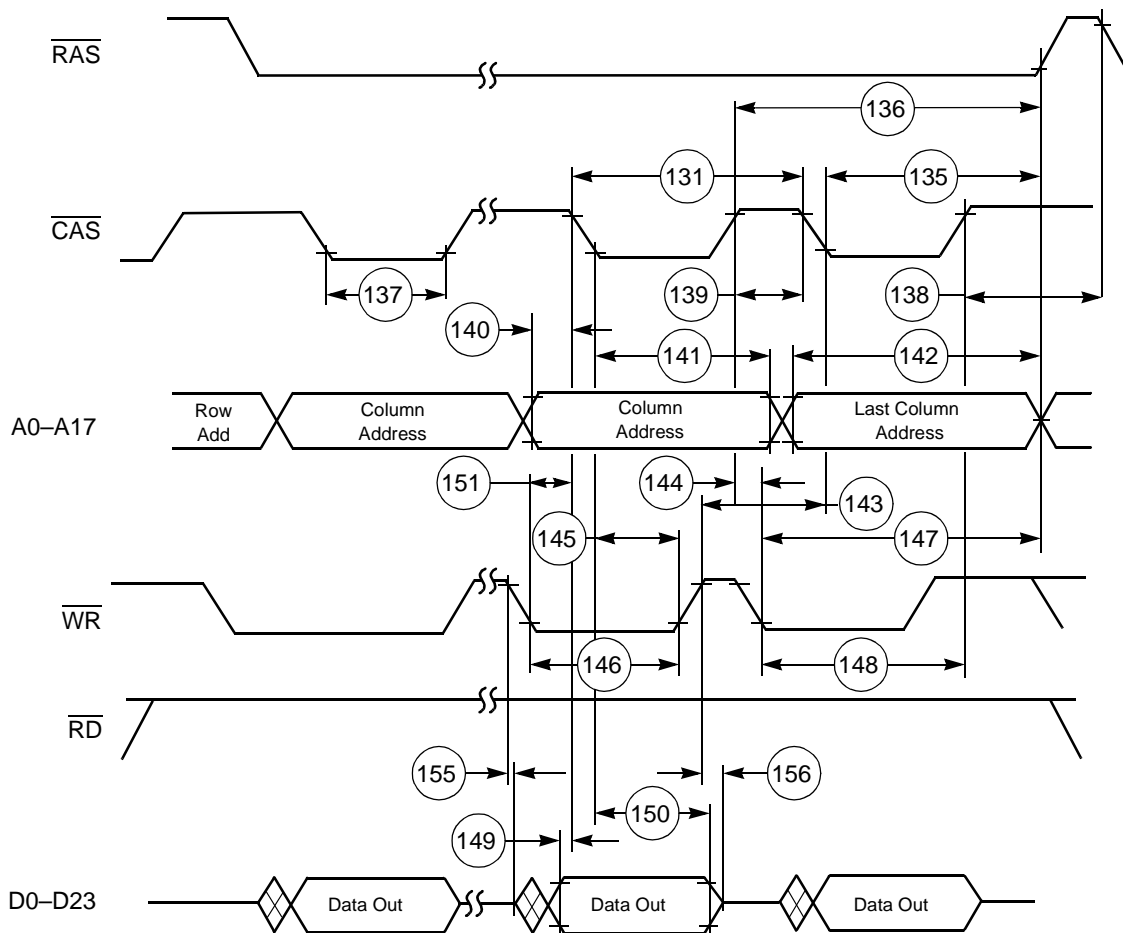 RAS
136
131
135
CAS
137
139
138
140
141
142
A0–A17
Row
Add
Column
Address
Column
Address
Last Column
Address
151
144
143
145
147
WR
146
148
RD
155
156
150
149
D0–D23
Data Out
Data Out
Data Out